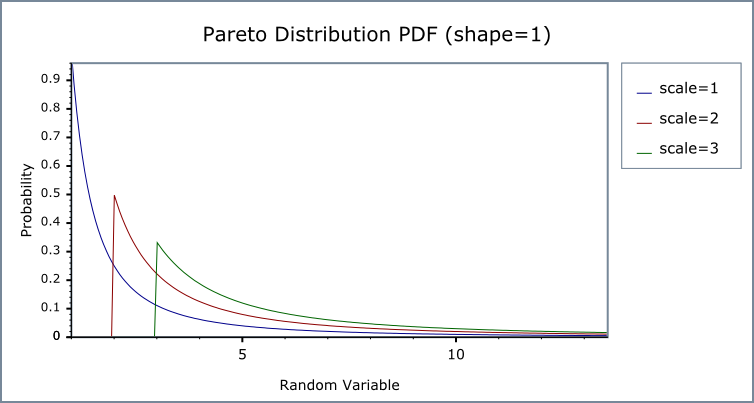 Pareto Distribution PDF (shape=1)
scale=1
scale=2
scale=3
Probability
0.9
0.8
0.7
0.6
0.5
0.4
0.3
0.2
0.1
0
5 10
Random Variable